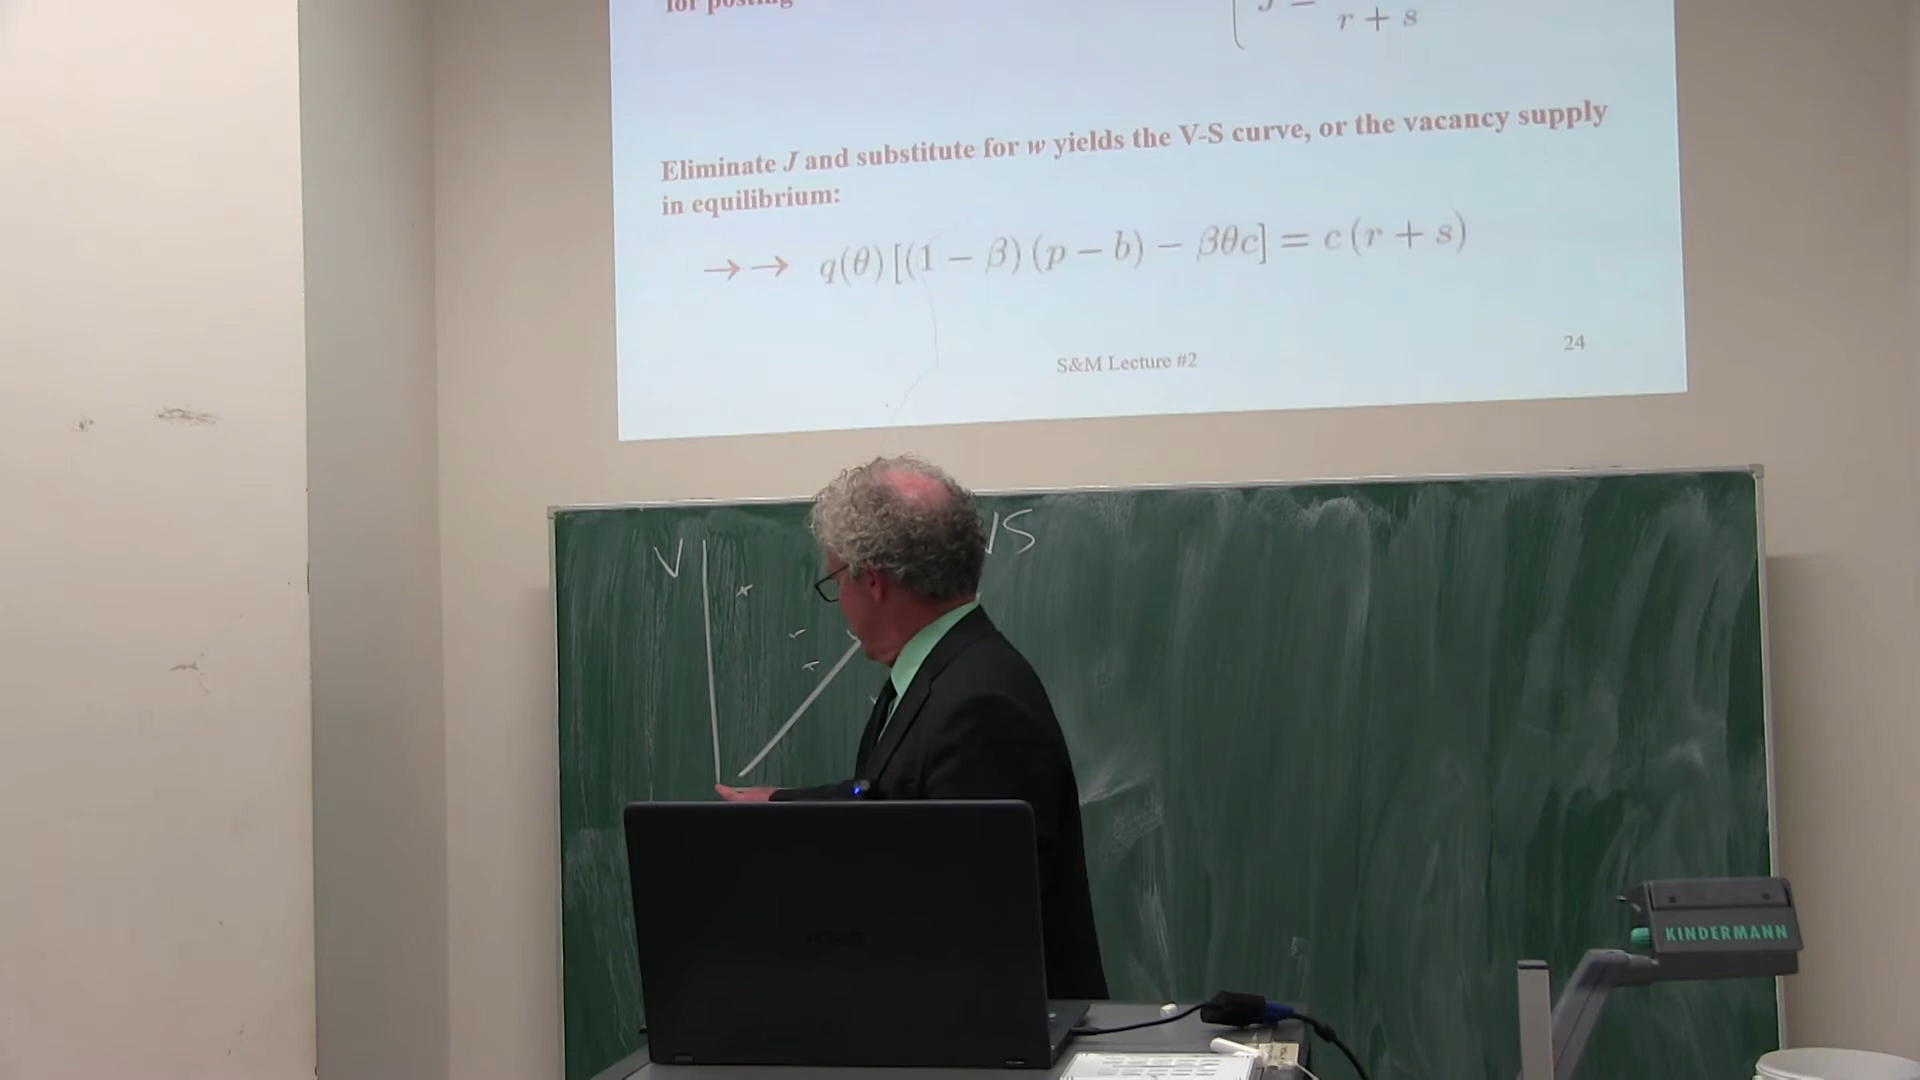 for posting
J =
r + s
Eliminate J and substitute for w yields the V-S curve, or the vacancy supply
in equilibrium:
→→ q(θ) [(1 − β) (p − b) − βθc] = c (r + s)
24
S&M Lecture #2
V
VS
KINDERMANN